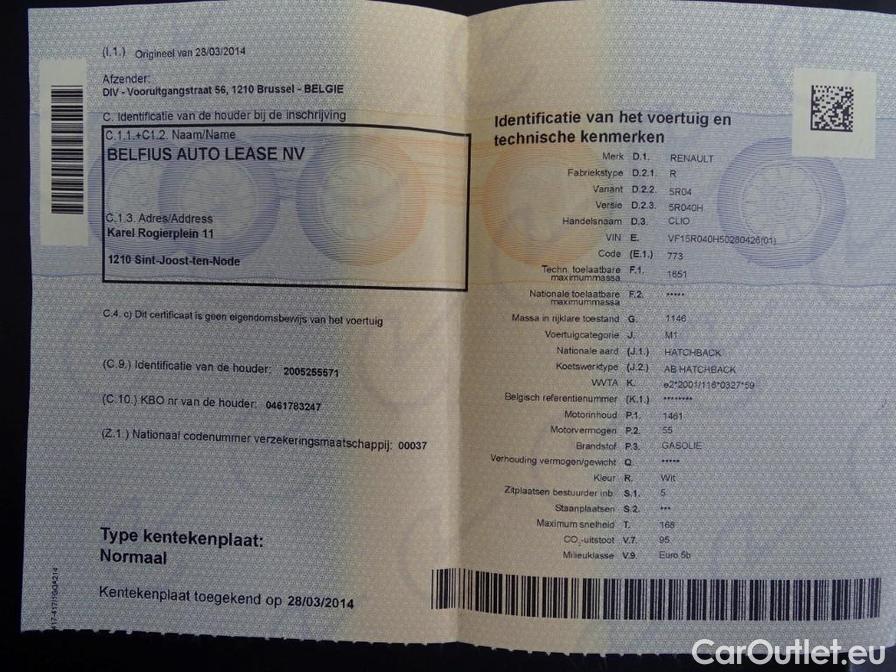 (I.1.) Origineel van 28/03/2014
Afzender:
DIV - Vooruitgangstraat 56, 1210 Brussel - BELGIE
C. Identificatie van de houder bij de inschrijving
C.1.1.+C1.2. Naam/Name
BELFIUS AUTO LEASE NV
C.1.3. Adres/Address
Karel Rogierplein 11
1210 Sint-Joost-ten-Node
C.4. c) Dit certificaat is geen eigendomsbewijs van het voertuig
(C.9.) Identificatie van de houder: 2005255571
(C.10.) KBO nr van de houder: 0461783247
(Z.1.) Nationaal codenummer verzekeringsmaatschappij: 00037
Type kentekenplaat:
Normaal
Kentekenplaat toegekend op 28/03/2014
Identificatie van het voertuig en
technische kenmerken
Merk D.1. RENAULT
Fabriekstype D.2.1. R
Variant D.2.2. 5R04
Versie D.2.3. 5R040H
Handelsnaam D.3. CLIO
VIN E. VF15R040H50280426(01)
Code (E.1.) 773
Techn. toelaatbare
maximummassa F.1. 1651
Nationale toelaatbare
maximummassa F.2. *****
Massa in rijklare toestand G. 1146
Voertuigcategorie J. M1
Nationale aard (J.1.) HATCHBACK
Koetswerktype (J.2.) AB HATCHBACK
WVTA K. e2*2001/116*0327*59
Belgisch referentienummer (K.1.) ********
Motorinhoud P.1. 1461
Motorvermogen P.2. 55
Brandstof P.3. GASOLIE
Verhouding vermogen/gewicht Q. *****
Kleur R. Wit
Zitplaatsen bestuurder inb. S.1. 5
Staanplaatsen S.2. ***
Maximum snelheid T. 168
CO₂-uitstoot V.7. 95
Milieuklasse V.9. Euro 5b
CarOutlet.eu